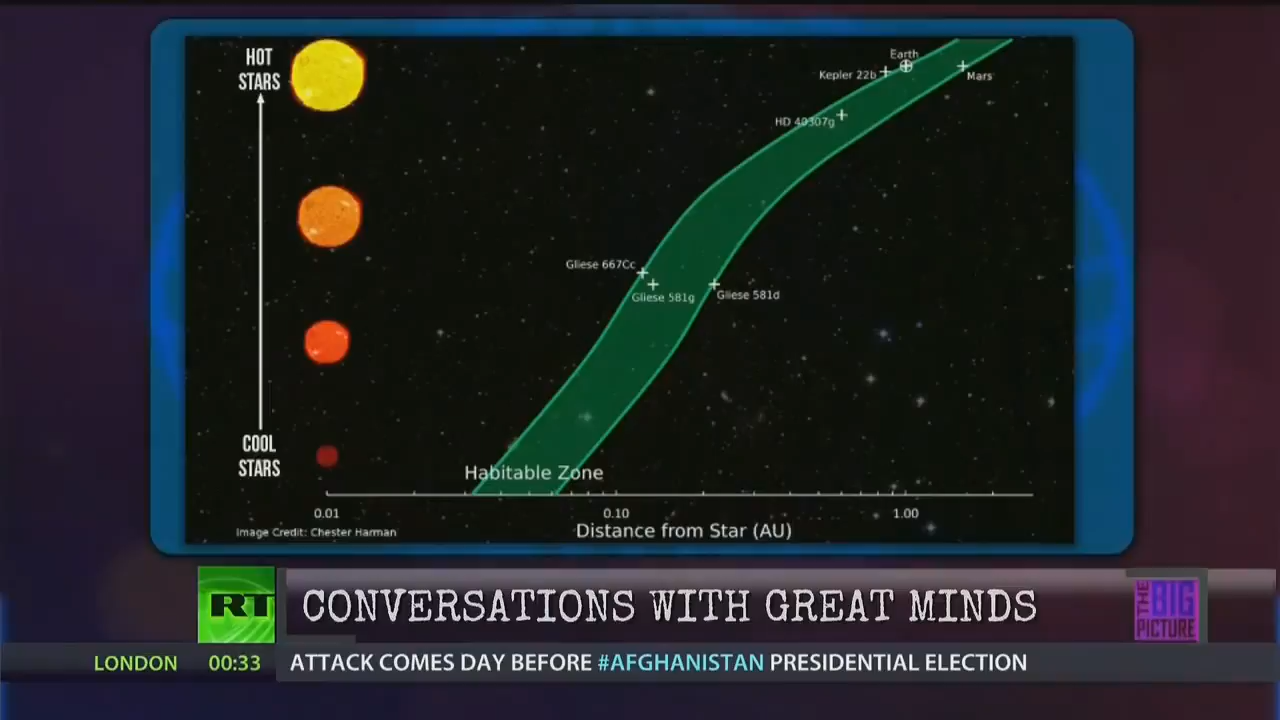 HOT
STARS
Earth
Kepler 22b
Mars
HD 40307g
Gliese 667Cc
Gliese 581g
Gliese 581d
COOL
STARS
Habitable Zone
0.01
0.10
1.00
Distance from Star (AU)
Image Credit: Chester Harman
RT
CONVERSATIONS WITH GREAT MINDS
THE
BIG
PICTURE
LONDON 00:33 ATTACK COMES DAY BEFORE #AFGHANISTAN PRESIDENTIAL ELECTION